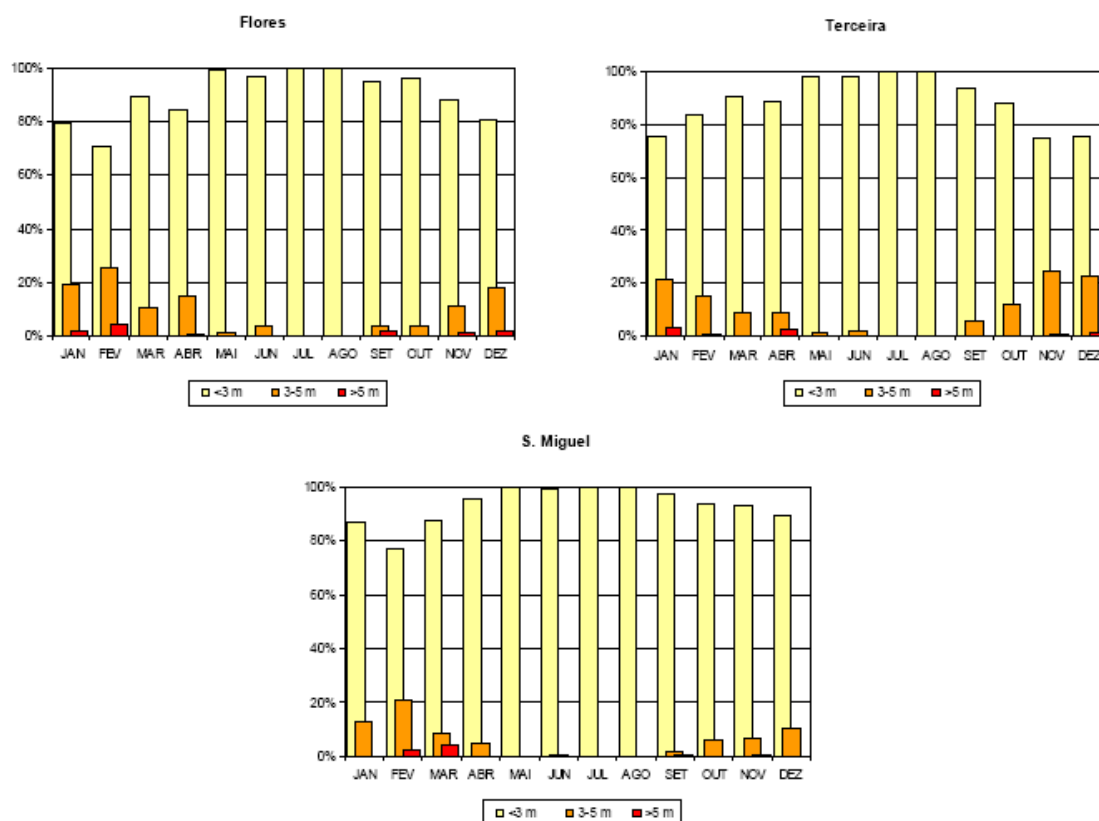 Flores
100%
80%
60%
40%
20%
0%
JAN FEV MAR ABR MAI JUN JUL AGO SET OUT NOV DEZ
<3 m 3-5 m >5 m
Terceira
100%
80%
60%
40%
20%
0%
JAN FEV MAR ABR MAI JUN JUL AGO SET OUT NOV DEZ
<3 m 3-5 m >5 m
S. Miguel
100%
80%
60%
40%
20%
0%
JAN FEV MAR ABR MAI JUN JUL AGO SET OUT NOV DEZ
<3 m 3-5 m >5 m